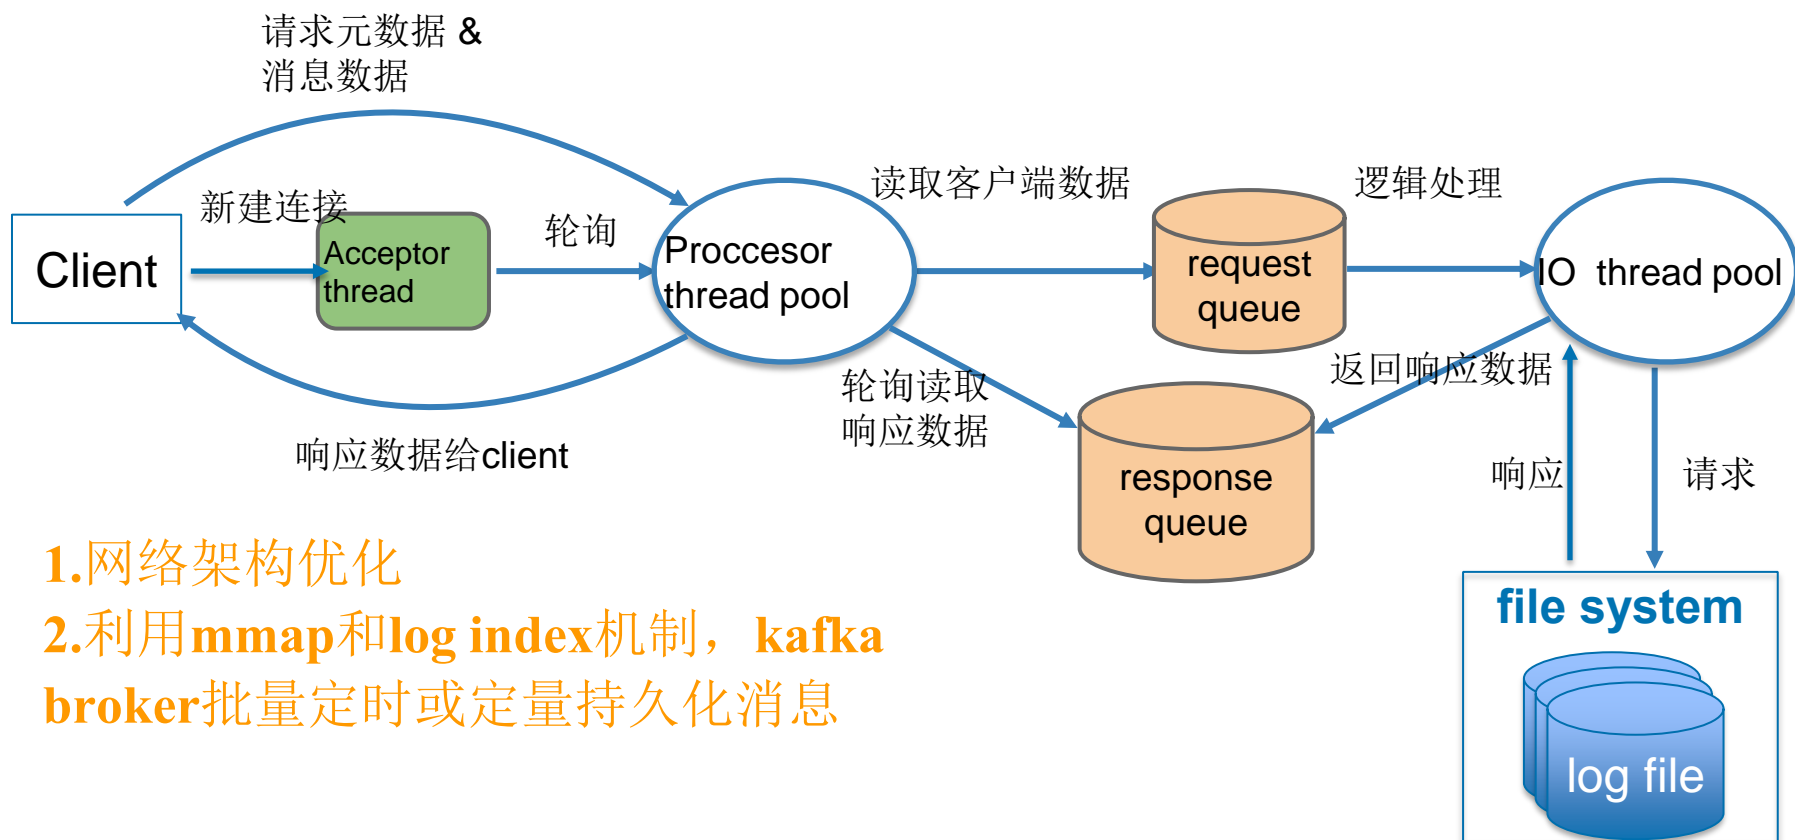 请求元数据 &
消息数据
新建连接
轮询
读取客户端数据
逻辑处理
Client
Acceptor
thread
Proccesor
thread pool
request
queue
IO thread pool
轮询读取
响应数据
返回响应数据
响应数据给client
response
queue
响应
请求
1.网络架构优化
2.利用mmap和log index机制，kafka
broker批量定时或定量持久化消息
file system
log file